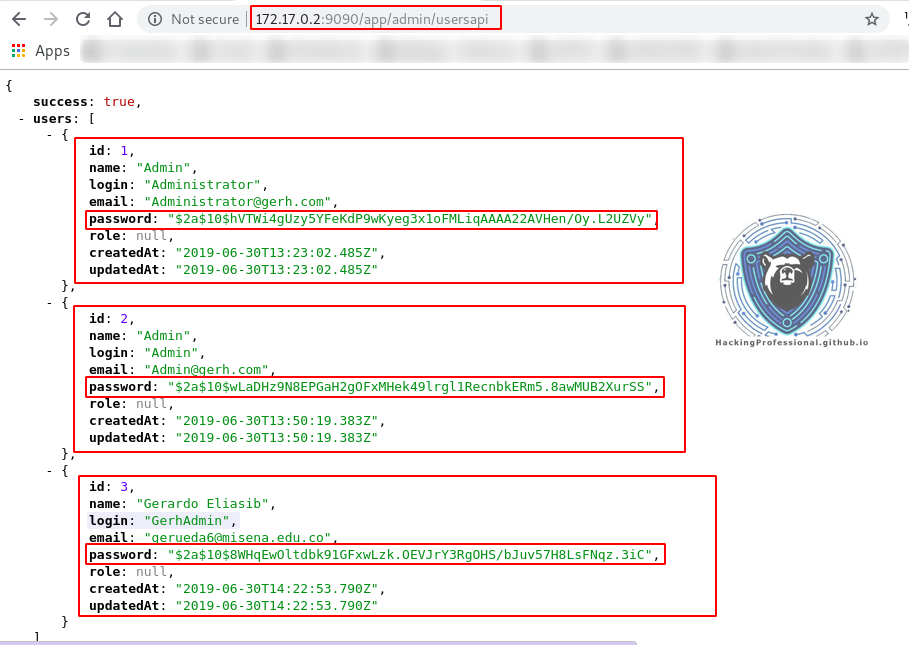 Not secure | 172.17.0.2:9090/app/admin/usersapi
Apps
{
success: true,
- users: [
- {
id: 1,
name: "Admin",
login: "Administrator",
email: "Administrator@gerh.com",
password: "$2a$10$hVTWi4gUzy5YFeKdP9wKyeg3x1oFMLiqAAAA22AVHen/Oy.L2UZVy",
role: null,
createdAt: "2019-06-30T13:23:02.485Z",
updatedAt: "2019-06-30T13:23:02.485Z"
},
HackingProfessional.github.io
- {
id: 2,
name: "Admin",
login: "Admin",
email: "Admin@gerh.com",
password: "$2a$10$wLaDHz9N8EPGaH2gOFxMHek49lrgl1RecnbkERm5.8awMUB2XurSS",
role: null,
createdAt: "2019-06-30T13:50:19.383Z",
updatedAt: "2019-06-30T13:50:19.383Z"
},
- {
id: 3,
name: "Gerardo Eliasib",
login: "GerhAdmin",
email: "gerueda6@misena.edu.co",
password: "$2a$10$8WHqEwOltdbk91GFxwLzk.OEVJrY3RgOHS/bJuv57H8LsFNqz.3iC",
role: null,
createdAt: "2019-06-30T14:22:53.790Z",
updatedAt: "2019-06-30T14:22:53.790Z"
}
]